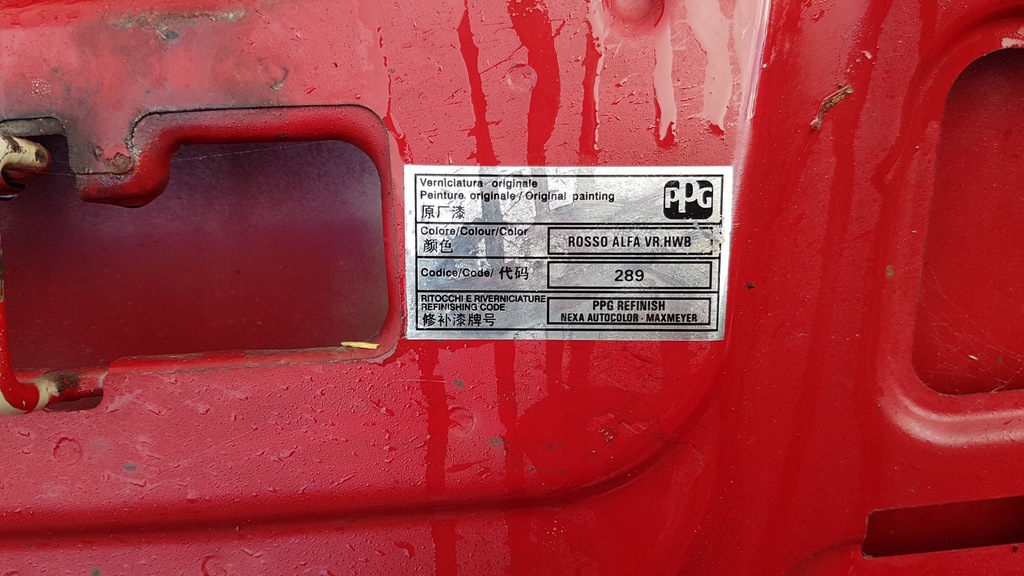 Verniciatura originale
Peinture originale/Original painting
原厂漆
PPG
Colore/Colour/Color
颜色
ROSSO ALFA VR.HWB
Codice/Code/代码
289
RITOCCHI E RIVERNICIATURE
REFINISHING CODE
修补漆牌号
PPG REFINISH
NEXA AUTOCOLOR - MAXMEYER